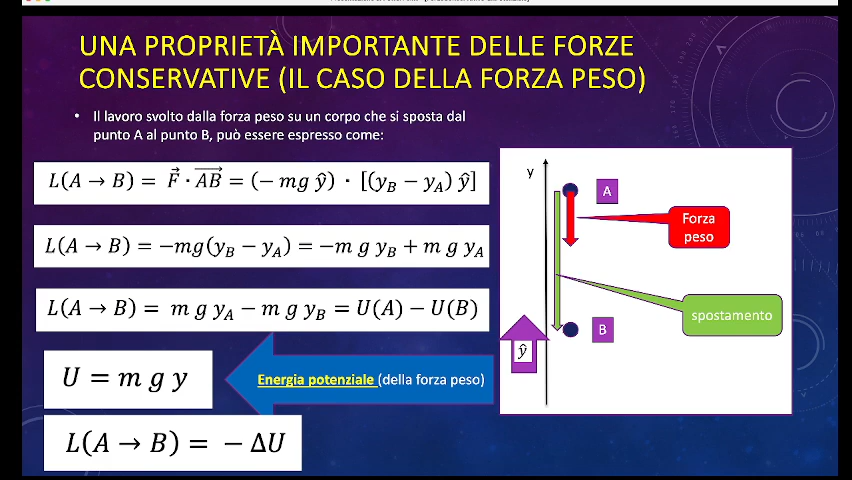 UNA PROPRIETÀ IMPORTANTE DELLE FORZE
CONSERVATIVE (IL CASO DELLA FORZA PESO)
• Il lavoro svolto dalla forza peso su un corpo che si sposta dal
punto A al punto B, può essere espresso come:
L(A → B) = F⃗ · A⃗B⃗ = (− mg ŷ) · [(y_B − y_A) ŷ]
L(A → B) = −mg(y_B − y_A) = −m g y_B + m g y_A
L(A → B) = m g y_A − m g y_B = U(A) − U(B)
U = m g y
Energia potenziale (della forza peso)
L(A → B) = − ΔU
y
A
Forza
peso
spostamento
B
ŷ